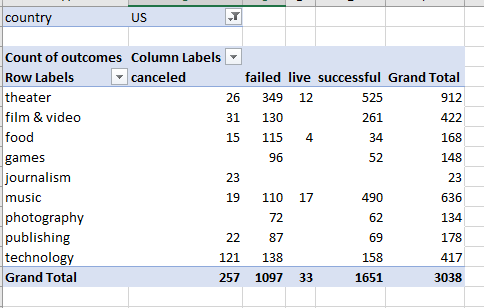 country US
Count of outcomes Column Labels
Row Labels canceled failed live successful Grand Total
theater 26 349 12 525 912
film & video 31 130 261 422
food 15 115 4 34 168
games 96 52 148
journalism 23 23
music 19 110 17 490 636
photography 72 62 134
publishing 22 87 69 178
technology 121 138 158 417
Grand Total 257 1097 33 1651 3038